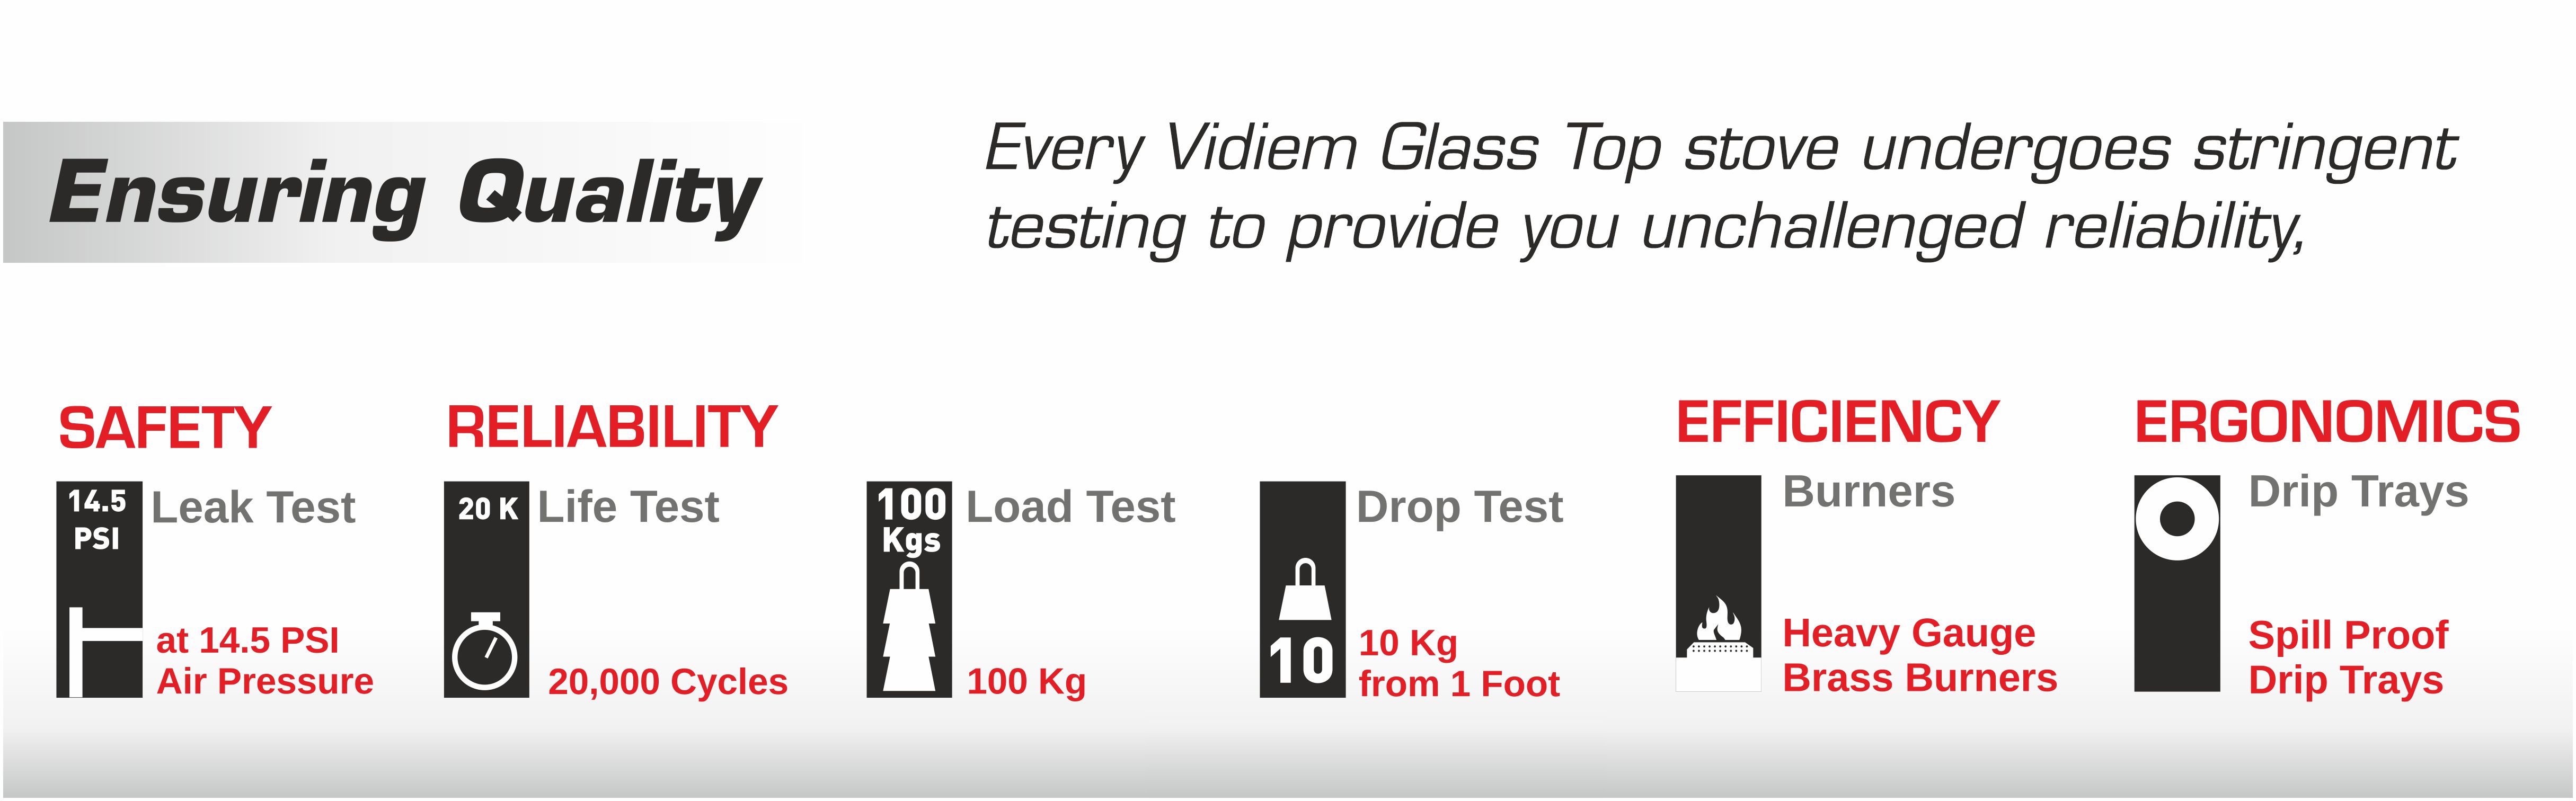 Ensuring Quality
Every Vidiem Glass Top stove undergoes stringent
testing to provide you unchallenged reliability,
SAFETY
14.5
PSI
Leak Test
at 14.5 PSI
Air Pressure
RELIABILITY
20 K
Life Test
20,000 Cycles
100
Kgs
Load Test
100 Kg
Drop Test
10
10 Kg
from 1 Foot
EFFICIENCY
Burners
Heavy Gauge
Brass Burners
ERGONOMICS
Drip Trays
Spill Proof
Drip Trays